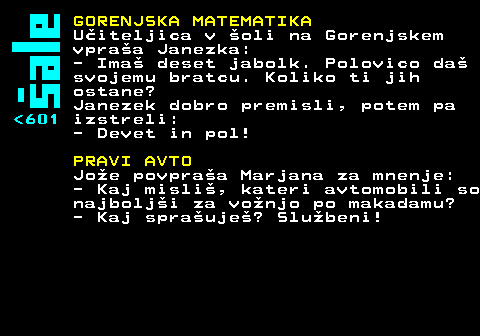 šale
<601
GORENJSKA MATEMATIKA
Učiteljica v šoli na Gorenjskem
vpraša Janezka:
- Imaš deset jabolk. Polovico daš
svojemu bratcu. Koliko ti jih
ostane?
Janezek dobro premisli, potem pa
izstreli:
- Devet in pol!
PRAVI AVTO
Jože povpraša Marjana za mnenje:
- Kaj misliš, kateri avtomobili so
najboljši za vožnjo po makadamu?
- Kaj sprašuješ? Službeni!